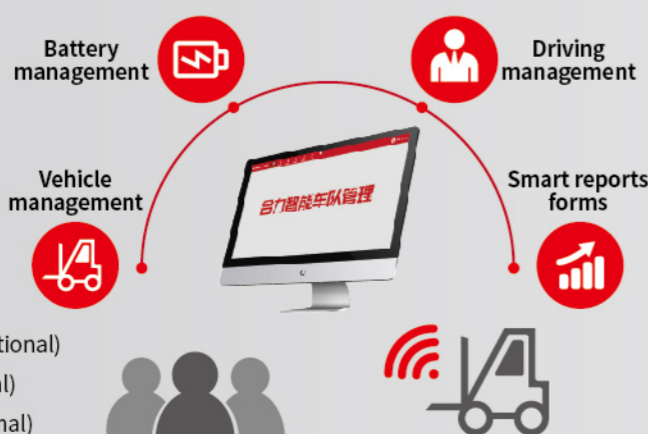 Battery
management
Driving
management
Vehicle
management
Smart reports
forms
合力智能车队管理
tional)
al)
nal)